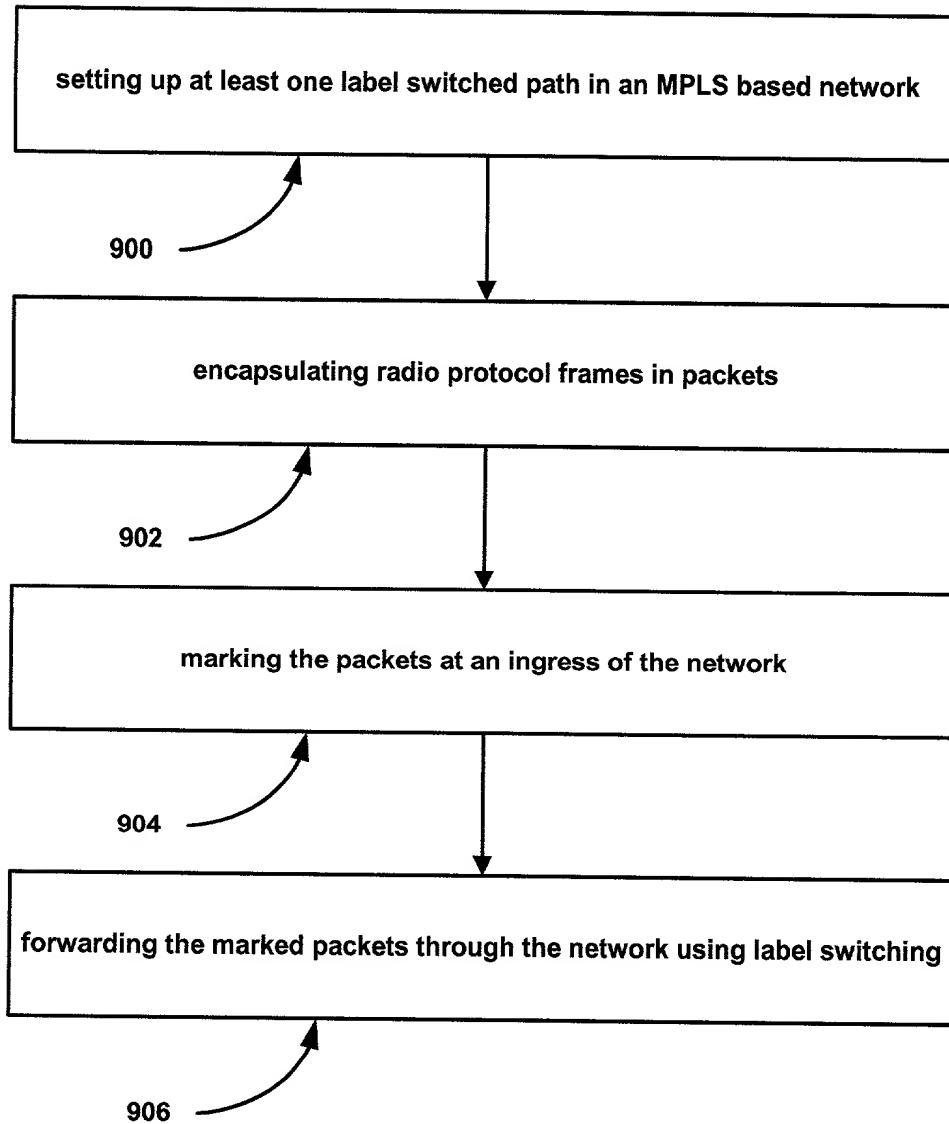 setting up at least one label switched path in an MPLS based network
900
encapsulating radio protocol frames in packets
902
marking the packets at an ingress of the network
904
forwarding the marked packets through the network using label switching
906